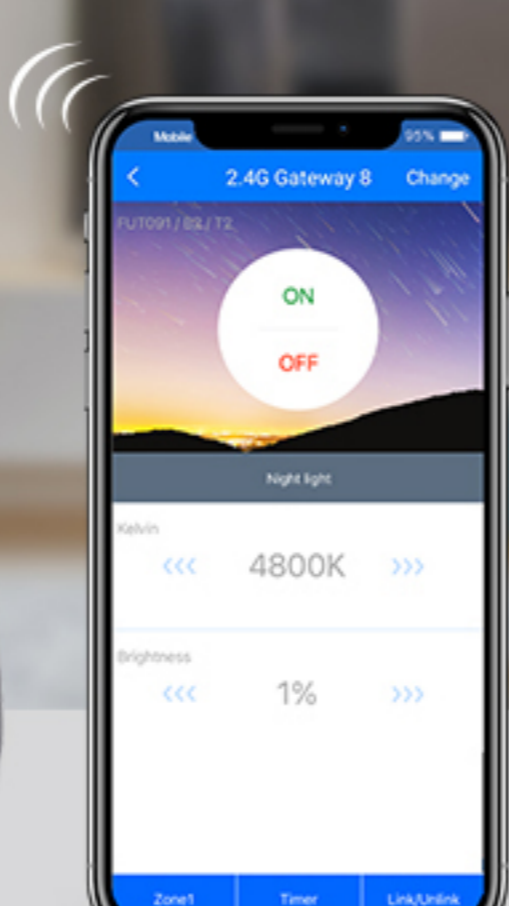 Mobile 95%
2.4G Gateway 8 Change
FUT091 / B2 / T2
ON
OFF
Night light
Kelvin
<<< 4800K >>>
Brightness
<<< 1% >>>
Zone1 Timer Link/Unlink